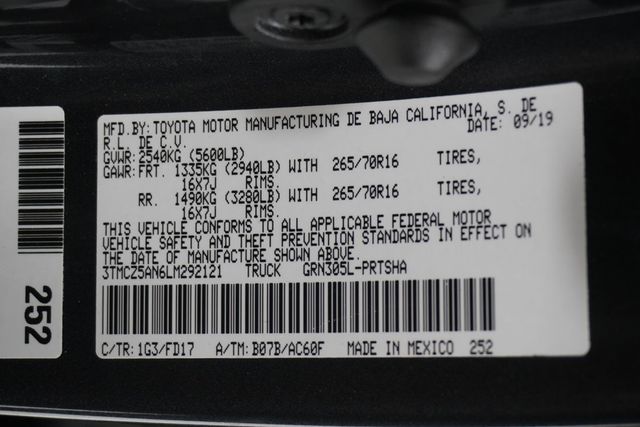 MFD.BY: TOYOTA MOTOR MANUFACTURING DE BAJA CALIFORNIA, S. DE
R.L. DE C.V. DATE: 09/19
GVWR: 2540KG (5600LB)
GAWR: FRT. 1335KG (2940LB) WITH 265/70R16 TIRES,
16X7J RIMS.
RR. 1490KG (3280LB) WITH 265/70R16 TIRES,
16X7J RIMS.
THIS VEHICLE CONFORMS TO ALL APPLICABLE FEDERAL MOTOR
VEHICLE SAFETY AND THEFT PREVENTION STANDARDS IN EFFECT ON
THE DATE OF MANUFACTURE SHOWN ABOVE.
3TMCZ5AN6LM292121 TRUCK GRN305L-PRTSHA
C/TR: 1G3/FD17 A/TM: B07B/AC60F MADE IN MEXICO 252
252